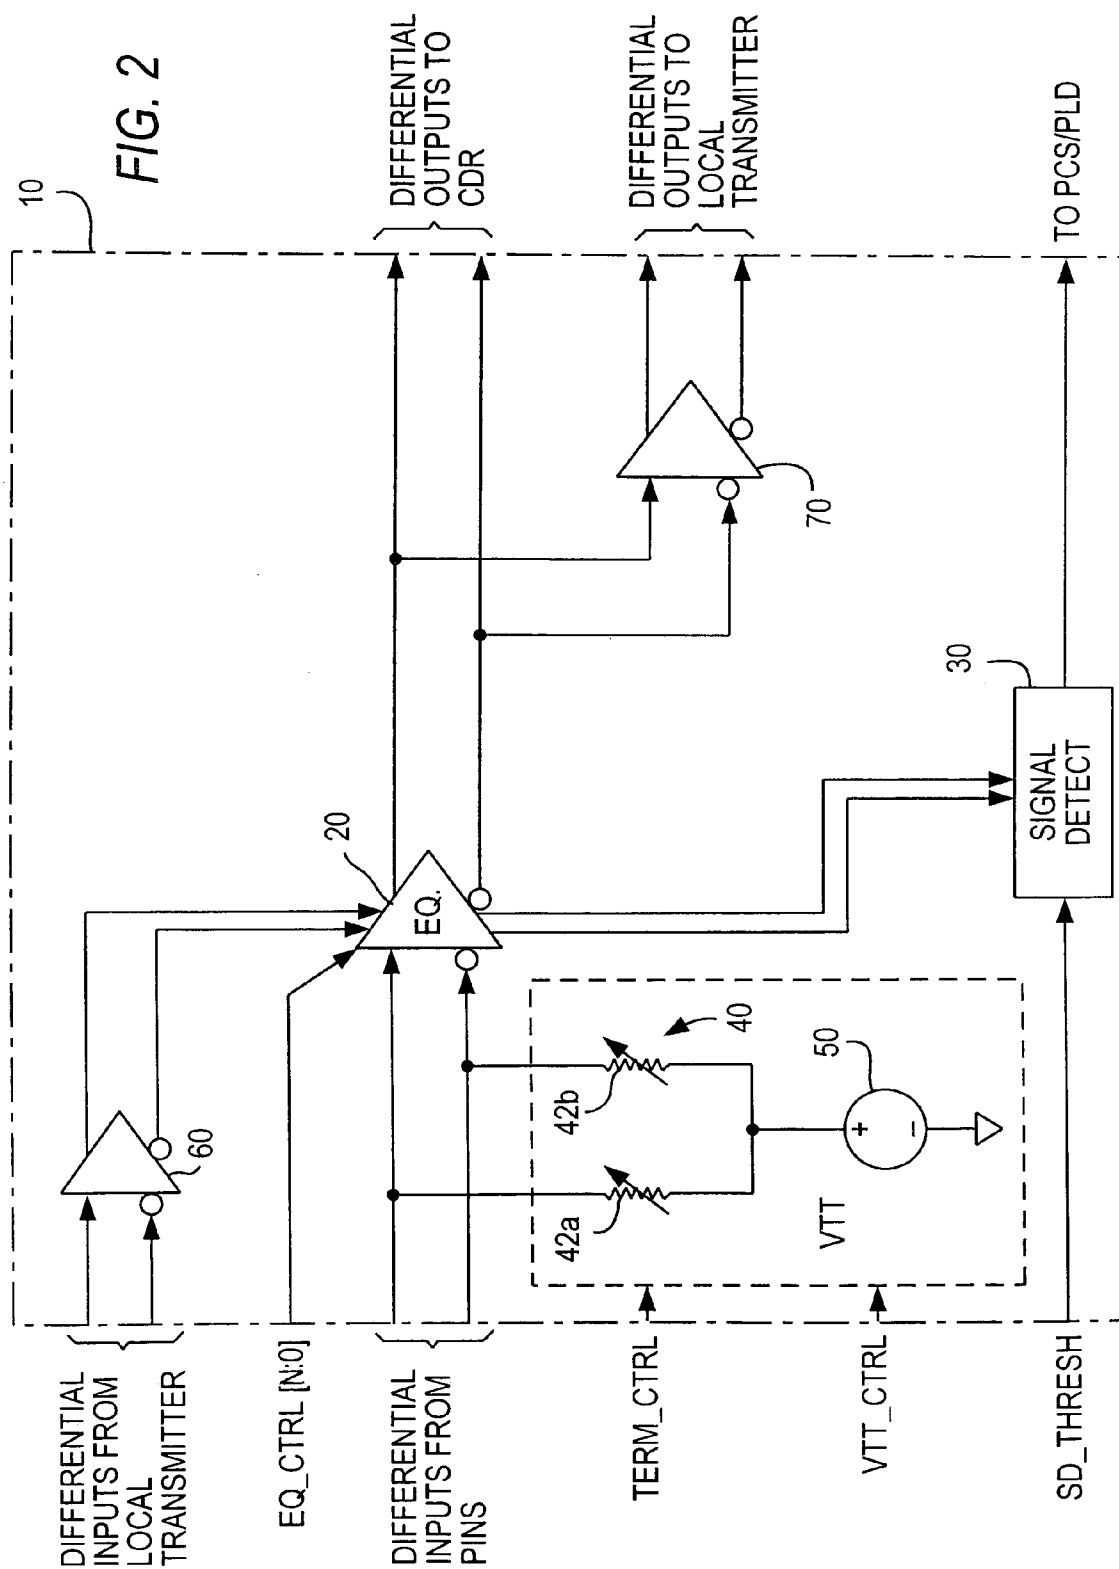 FIG. 2
10
DIFFERENTIAL
INPUTS FROM
LOCAL
TRANSMITTER
60
EQ_CTRL [N:0]
DIFFERENTIAL
INPUTS FROM
PINS
20
EQ.
DIFFERENTIAL
OUTPUTS TO
CDR
DIFFERENTIAL
OUTPUTS TO
LOCAL
TRANSMITTER
70
TERM_CTRL
42a
42b
40
VTT_CTRL
VTT
50
+
–
SD_THRESH
30
SIGNAL
DETECT
TO PCS/PLD